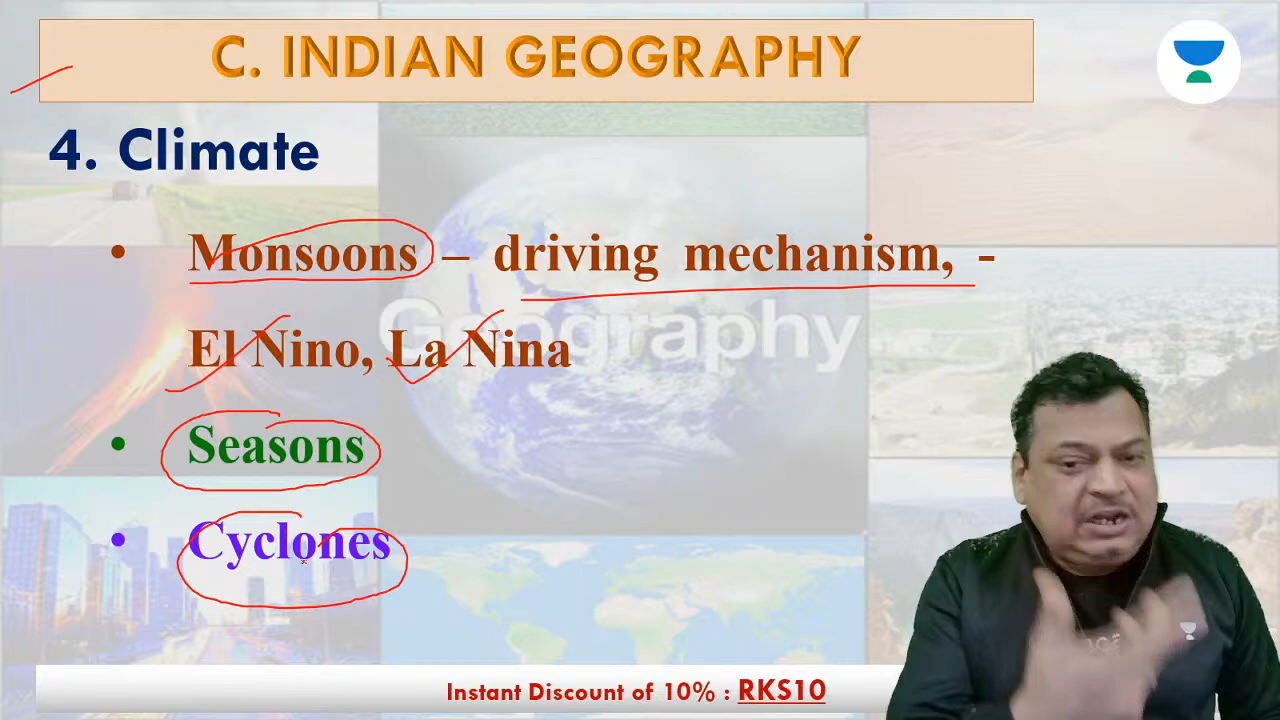 C. INDIAN GEOGRAPHY
4. Climate
• Monsoons – driving mechanism, -
El Nino, La Nina
Geography
• Seasons
• Cyclones
Instant Discount of 10% : RKS10